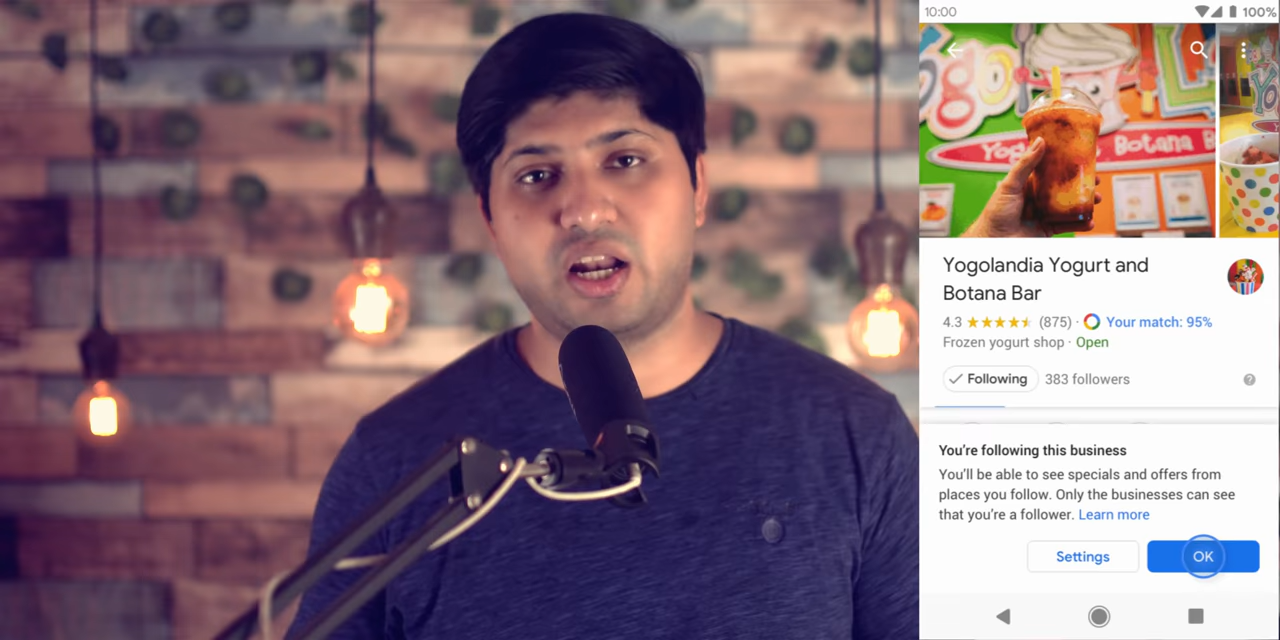 10:00
100%
Yogolandia Yogurt and
Botana Bar
4.3
(875) · Your match: 95%
Frozen yogurt shop · Open
Following
383 followers
You're following this business
You'll be able to see specials and offers from
places you follow. Only the businesses can see
that you're a follower. Learn more
Settings
OK